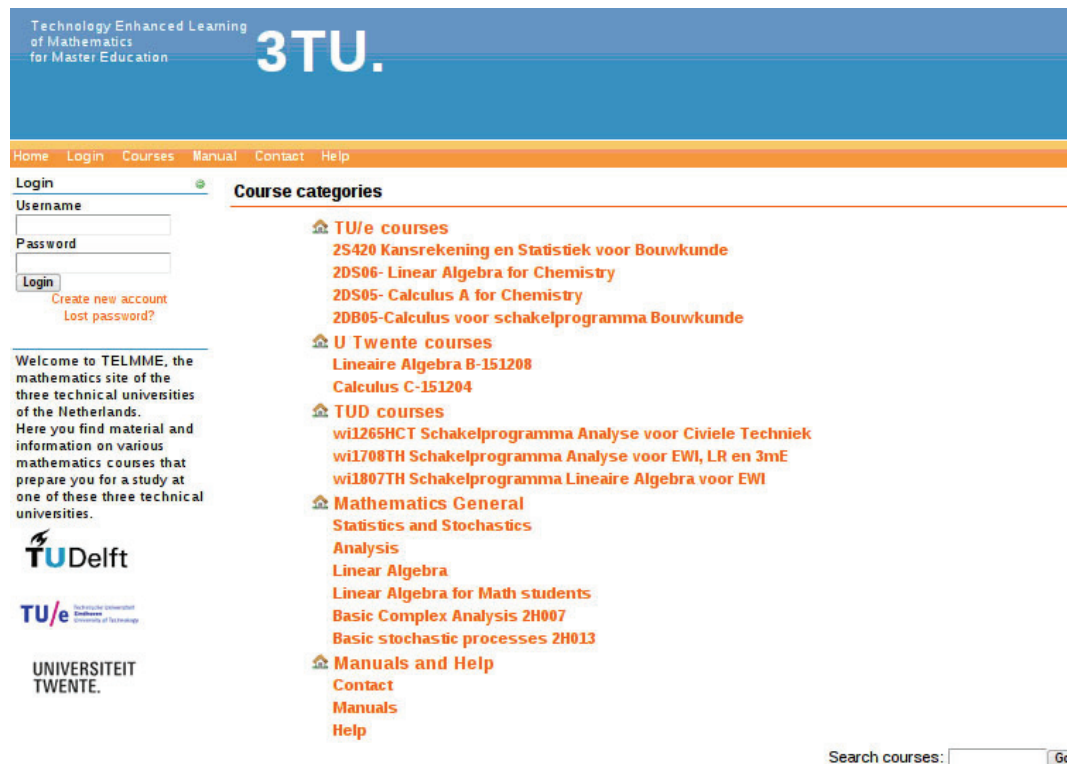 Technology Enhanced Learning
of Mathematics
for Master Education
3TU.
Home Login Courses Manual Contact Help
Login
Username
Password
Login
Create new account
Lost password?
Welcome to TELMME, the
mathematics site of the
three technical universities
of the Netherlands.
Here you find material and
information on various
mathematics courses that
prepare you for a study at
one of these three technical
universities.
TUDelft
TU/e Technische Universiteit
Eindhoven
University of Technology
UNIVERSITEIT
TWENTE.
Course categories
TU/e courses
2S420 Kansrekening en Statistiek voor Bouwkunde
2DS06- Linear Algebra for Chemistry
2DS05- Calculus A for Chemistry
2DB05-Calculus voor schakelprogramma Bouwkunde
U Twente courses
Lineaire Algebra B-151208
Calculus C-151204
TUD courses
wi1265HCT Schakelprogramma Analyse voor Civiele Techniek
wi1708TH Schakelprogramma Analyse voor EWI, LR en 3mE
wi1807TH Schakelprogramma Lineaire Algebra voor EWI
Mathematics General
Statistics and Stochastics
Analysis
Linear Algebra
Linear Algebra for Math students
Basic Complex Analysis 2H007
Basic stochastic processes 2H013
Manuals and Help
Contact
Manuals
Help
Search courses: Go